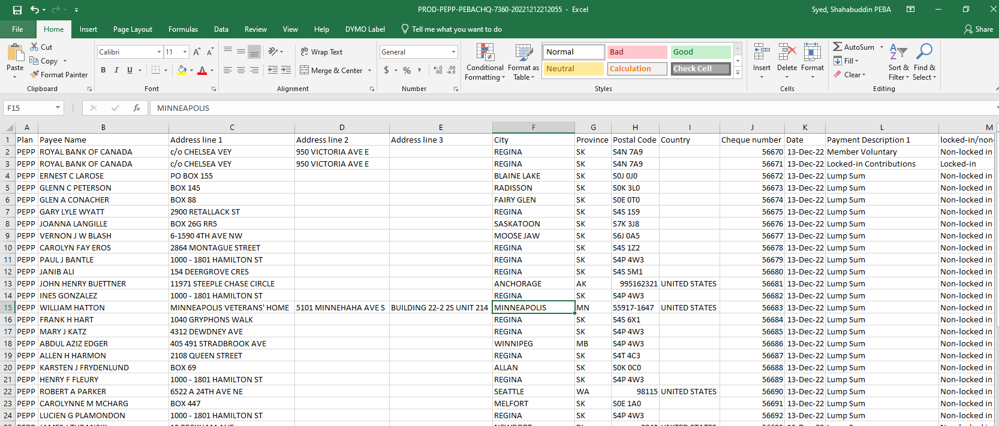 PROD-PEPP-PEBACHQ-7360-20221212212055 - Excel Syed, Shahabuddin PEBA
File Home Insert Page Layout Formulas Data Review View Help DYMO Label Tell me what you want to do Share
Paste Cut Copy Format Painter Clipboard
Calibri 11 B I U A A A Font
ab Wrap Text Merge & Center Alignment
General $ % , Number
Conditional Formatting Format as Table
Normal Bad Good
Neutral Calculation Check Cell
Styles
Insert Delete Format Cells
AutoSum Fill Clear Sort & Filter Find & Select Editing
F15 fx MINNEAPOLIS
A B C D E F G H I J K L M
1 Plan Payee Name Address line 1 Address line 2 Address line 3 City Province Postal Code Country Cheque number Date Payment Description 1 locked-in/non-
2 PEPP ROYAL BANK OF CANADA c/o CHELSEA VEY 950 VICTORIA AVE E REGINA SK S4N 7A9 56670 13-Dec-22 Member Voluntary Non-locked in
3 PEPP ROYAL BANK OF CANADA c/o CHELSEA VEY 950 VICTORIA AVE E REGINA SK S4N 7A9 56671 13-Dec-22 Locked-in Contributions Locked-in
4 PEPP ERNEST C LAROSE PO BOX 155 BLAINE LAKE SK S0J 0J0 56672 13-Dec-22 Lump Sum Non-locked in
5 PEPP GLENN C PETERSON BOX 145 RADISSON SK S0K 3L0 56673 13-Dec-22 Lump Sum Non-locked in
6 PEPP GLEN A CONACHER BOX 88 FAIRY GLEN SK S0E 0T0 56674 13-Dec-22 Lump Sum Non-locked in
7 PEPP GARY LYLE WYATT 2900 RETALLACK ST REGINA SK S4S 1S9 56675 13-Dec-22 Lump Sum Non-locked in
8 PEPP JOANNA LANGILLE BOX 26G RR5 SASKATOON SK S7K 3J8 56676 13-Dec-22 Lump Sum Non-locked in
9 PEPP VERNON J W BLASH 6-1590 4TH AVE NW MOOSE JAW SK S6J 0A5 56677 13-Dec-22 Lump Sum Non-locked in
10 PEPP CAROLYN FAY EROS 2864 MONTAGUE STREET REGINA SK S4S 1Z2 56678 13-Dec-22 Lump Sum Non-locked in
11 PEPP PAUL J BANTLE 1000 - 1801 HAMILTON ST REGINA SK S4P 4W3 56679 13-Dec-22 Lump Sum Non-locked in
12 PEPP JANIB ALI 154 DEERGROVE CRES REGINA SK S4S 5M1 56680 13-Dec-22 Lump Sum Non-locked in
13 PEPP JOHN HENRY BUETTNER 11971 STEEPLE CHASE CIRCLE ANCHORAGE AK 995162321 UNITED STATES 56681 13-Dec-22 Lump Sum Non-locked in
14 PEPP INES GONZALEZ 1000 - 1801 HAMILTON ST REGINA SK S4P 4W3 56682 13-Dec-22 Lump Sum Non-locked in
15 PEPP WILLIAM HATTON MINNEAPOLIS VETERANS' HOME 5101 MINNEHAHA AVE S BUILDING 22-2 2S UNIT 214 MINNEAPOLIS MN 55917-1647 UNITED STATES 56683 13-Dec-22 Lump Sum Non-locked in
16 PEPP FRANK H HART 1040 GRYPHONS WALK REGINA SK S4S 6X1 56684 13-Dec-22 Lump Sum Non-locked in
17 PEPP MARY J KATZ 4312 DEWDNEY AVE REGINA SK S4P 4W3 56685 13-Dec-22 Lump Sum Non-locked in
18 PEPP ABDUL AZIZ EDGER 405 491 STRADBROOK AVE WINNIPEG MB S4P 4W3 56686 13-Dec-22 Lump Sum Non-locked in
19 PEPP ALLEN H HARMON 2108 QUEEN STREET REGINA SK S4T 4C3 56687 13-Dec-22 Lump Sum Non-locked in
20 PEPP KARSTEN J FRYDENLUND BOX 69 ALLAN SK S0K 0C0 56688 13-Dec-22 Lump Sum Non-locked in
21 PEPP HENRY F FLEURY 1000 - 1801 HAMILTON ST REGINA SK S4P 4W3 56689 13-Dec-22 Lump Sum Non-locked in
22 PEPP ROBERT A PARKER 6522 A 24TH AVE NE SEATTLE WA 98115 UNITED STATES 56690 13-Dec-22 Lump Sum Non-locked in
23 PEPP CAROLYNNE M MCHARG BOX 447 MELFORT SK S0E 1A0 56691 13-Dec-22 Lump Sum Non-locked in
24 PEPP LUCIEN G PLAMONDON 1000 - 1801 HAMILTON ST REGINA SK S4P 4W3 56692 13-Dec-22 Lump Sum Non-locked in